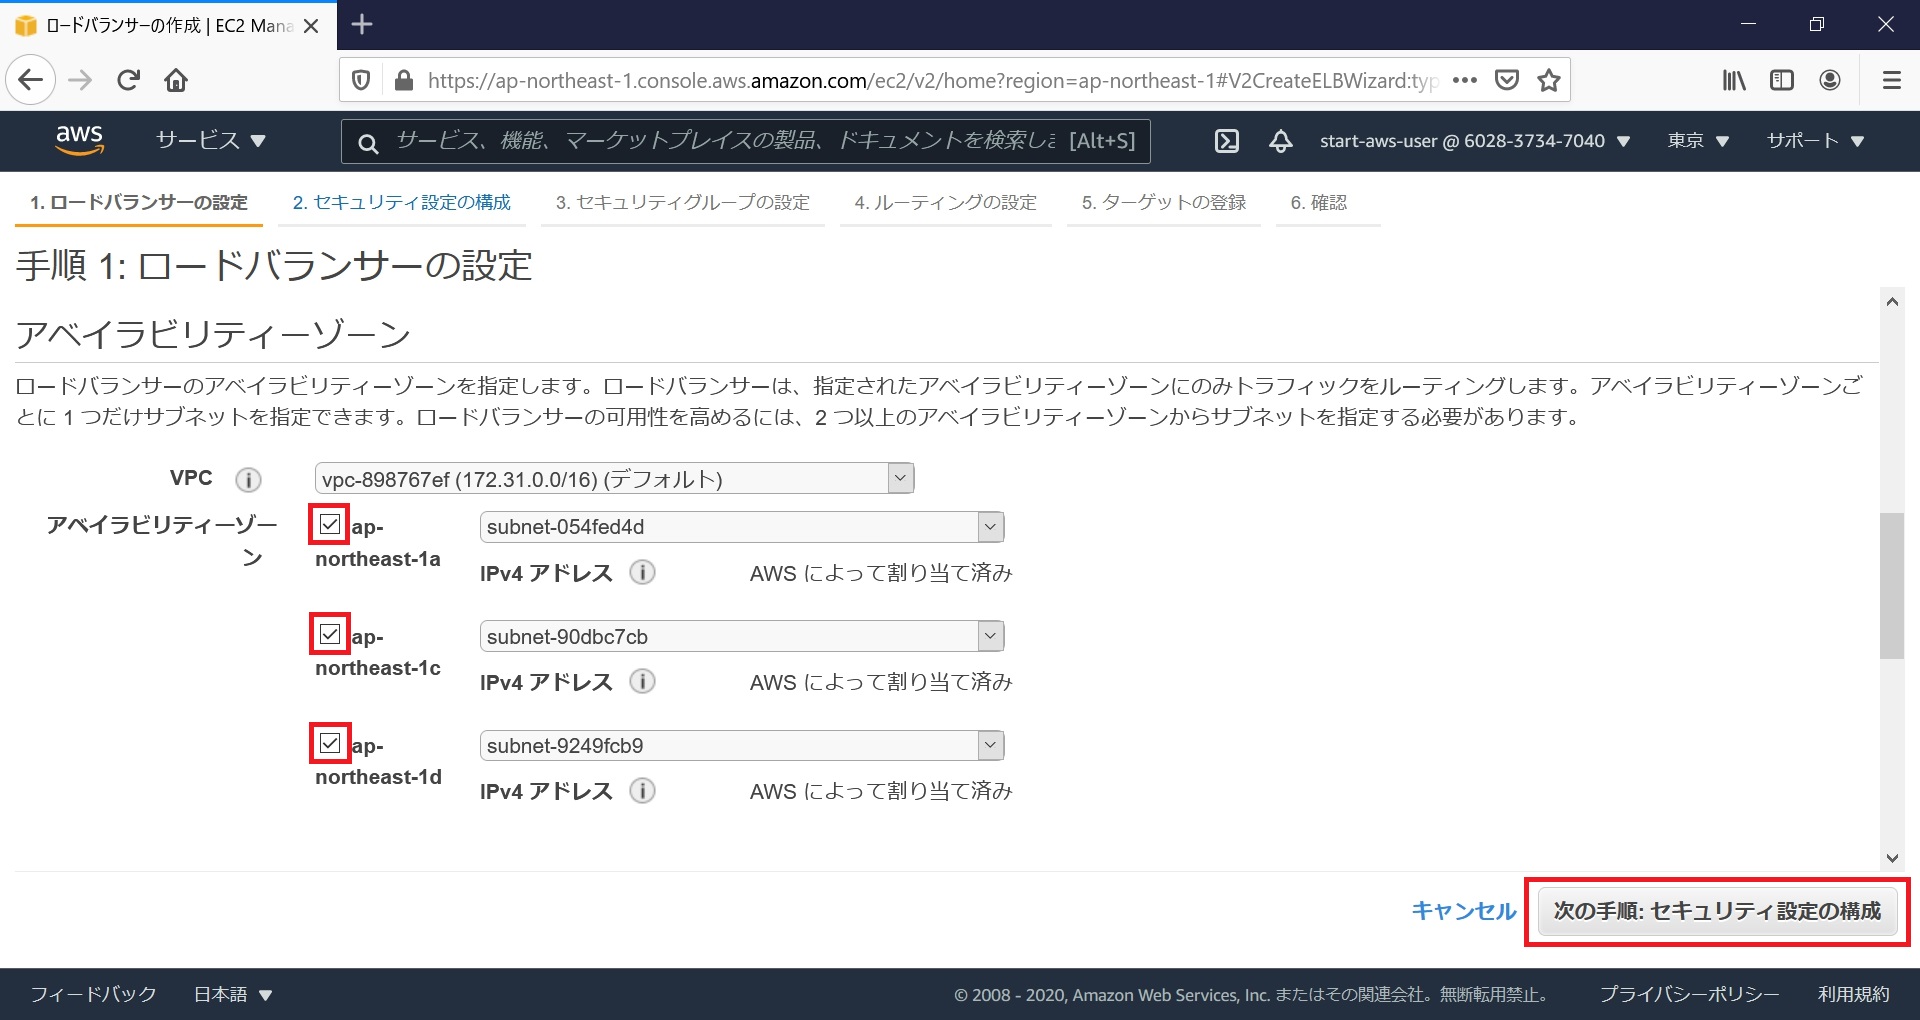 ロードバランサーの作成 | EC2 Mana
https://ap-northeast-1.console.aws.amazon.com/ec2/v2/home?region=ap-northeast-1#V2CreateELBWizard:typ
aws サービス サービス、機能、マーケットプレイスの製品、ドキュメントを検索しま [Alt+S] start-aws-user @ 6028-3734-7040 東京 サポート
1. ロードバランサーの設定 2. セキュリティ設定の構成 3. セキュリティグループの設定 4. ルーティングの設定 5. ターゲットの登録 6. 確認
手順 1: ロードバランサーの設定
アベイラビリティーゾーン
ロードバランサーのアベイラビリティーゾーンを指定します。ロードバランサーは、指定されたアベイラビリティーゾーンにのみトラフィックをルーティングします。アベイラビリティーゾーンご
とに 1 つだけサブネットを指定できます。ロードバランサーの可用性を高めるには、2 つ以上のアベイラビリティーゾーンからサブネットを指定する必要があります。
VPC vpc-898767ef (172.31.0.0/16) (デフォルト)
アベイラビリティーゾー
ン
ap-
northeast-1a
subnet-054fed4d
IPv4 アドレス AWS によって割り当て済み
ap-
northeast-1c
subnet-90dbc7cb
IPv4 アドレス AWS によって割り当て済み
ap-
northeast-1d
subnet-9249fcb9
IPv4 アドレス AWS によって割り当て済み
キャンセル 次の手順: セキュリティ設定の構成
フィードバック 日本語 © 2008 - 2020, Amazon Web Services, Inc. またはその関連会社。無断転用禁止。 プライバシーポリシー 利用規約